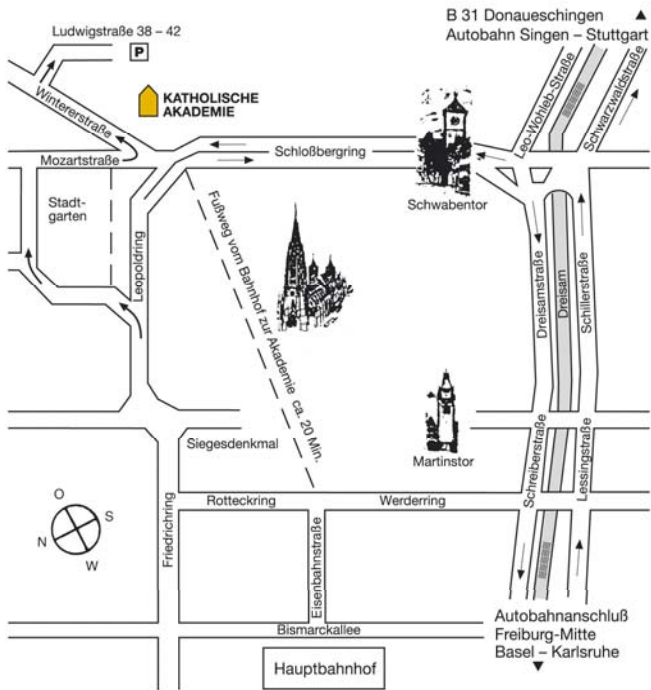 B 31 Donaueschingen
Autobahn Singen – Stuttgart
Ludwigstraße 38 – 42
P
Wintererstraße
KATHOLISCHE
AKADEMIE
Leo-Wohleb-Straße
Schwarzwaldstraße
Mozartstraße
Schloßbergring
Schwabentor
Stadt-
garten
Leopoldring
Fußweg vom Bahnhof zur Akademie ca. 20 Min.
Dreisamstraße
Dreisam
Schillerstraße
Siegesdenkmal
Martinstor
Schreiberstraße
Lessingstraße
O
S
N
W
Friedrichring
Rotteckring
Werderring
Eisenbahnstraße
Bismarckallee
Hauptbahnhof
Autobahnanschluß
Freiburg-Mitte
Basel – Karlsruhe